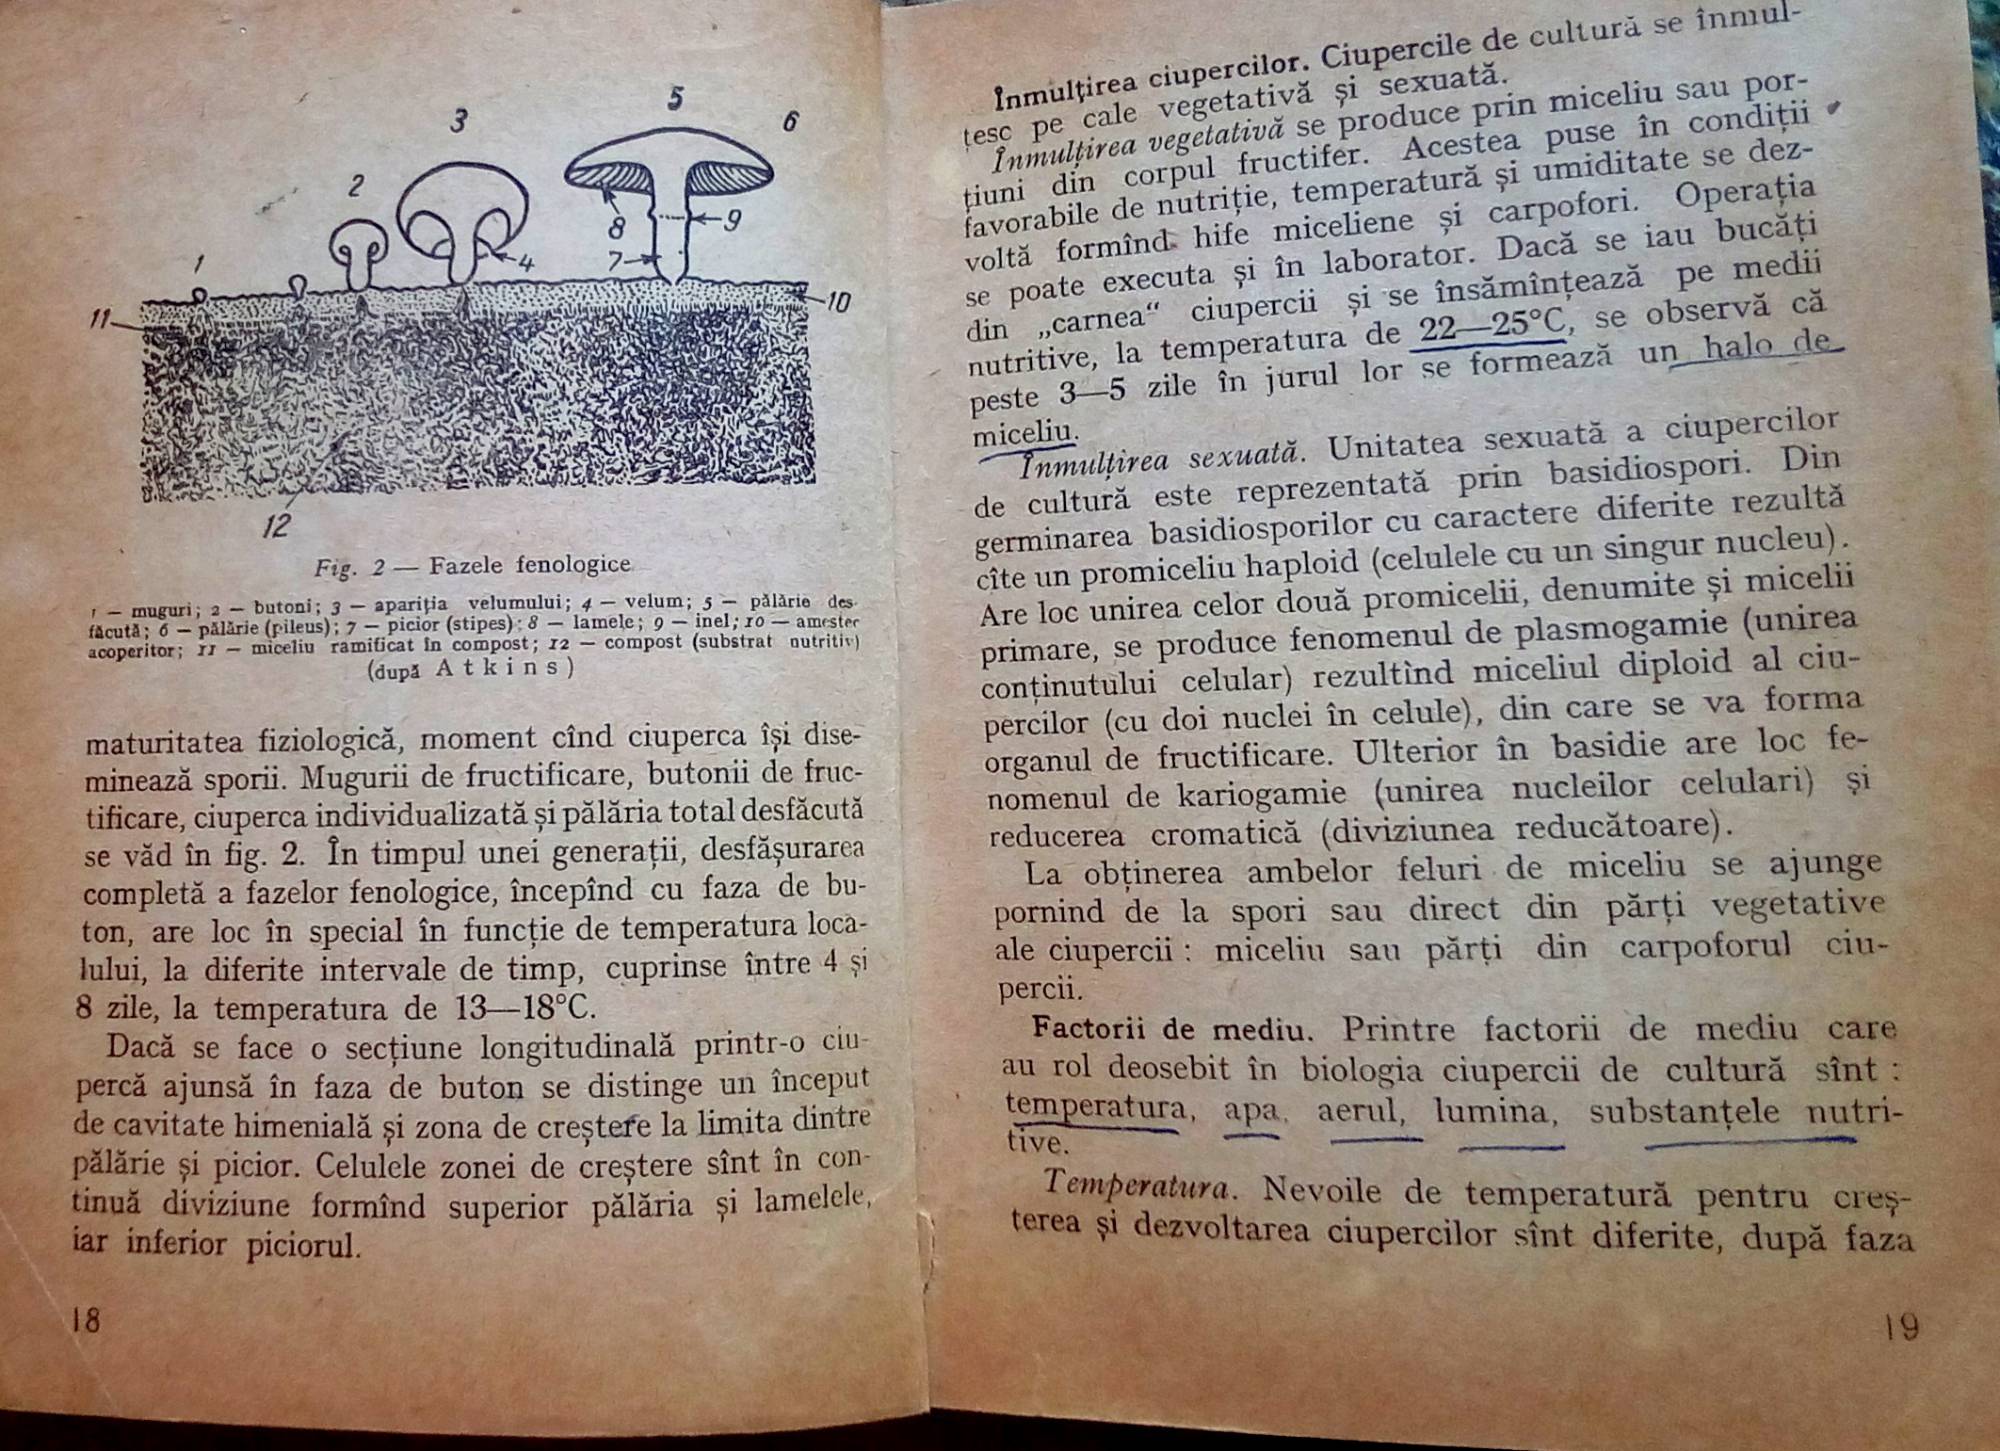 1
2
3
4
5
6
7
8
9
10
11
12
Fig. 2 — Fazele fenologice
1 — muguri; 2 — butoni; 3 — apariția velumului; 4 — velum; 5 — pălărie des-
făcută; 6 — pălărie (pileus); 7 — picior (stipes); 8 — lamele; 9 — inel; 10 — amestec
acoperitor; 11 — miceliu ramificat în compost; 12 — compost (substrat nutritiv)
(după Atkins)
maturitatea fiziologică, moment cînd ciuperca își dise-
minează sporii. Mugurii de fructificare, butonii de fruc-
tificare, ciuperca individualizată și pălăria total desfăcută
se văd în fig. 2. În timpul unei generații, desfășurarea
completă a fazelor fenologice, începînd cu faza de bu-
ton, are loc în special în funcție de temperatura loca-
lului, la diferite intervale de timp, cuprinse între 4 și
8 zile, la temperatura de 13—18°C.
Dacă se face o secțiune longitudinală printr-o ciu-
percă ajunsă în faza de buton se distinge un început
de cavitate himenială și zona de creștere la limita dintre
pălărie și picior. Celulele zonei de creștere sînt în con-
tinuă diviziune formînd superior pălăria și lamelele,
iar inferior piciorul.
18
Înmulțirea ciupercilor. Ciupercile de cultură se înmul-
țesc pe cale vegetativă și sexuată.
Înmulțirea vegetativă se produce prin miceliu sau por-
țiuni din corpul fructifer. Acestea puse în condiții
favorabile de nutriție, temperatură și umiditate se dez-
voltă formînd hife miceliene și carpofori. Operația
se poate executa și în laborator. Dacă se iau bucăți
din „carnea“ ciupercii și se însămînțează pe medii
nutritive, la temperatura de 22—25°C, se observă că
peste 3—5 zile în jurul lor se formează un halo de
miceliu.
Înmulțirea sexuată. Unitatea sexuată a ciupercilor
de cultură este reprezentată prin basidiospori. Din
germinarea basidiosporilor cu caractere diferite rezultă
cîte un promiceliu haploid (celulele cu un singur nucleu).
Are loc unirea celor două promicelii, denumite și micelii
primare, se produce fenomenul de plasmogamie (unirea
conținutului celular) rezultînd miceliul diploid al ciu-
percilor (cu doi nuclei în celule), din care se va forma
organul de fructificare. Ulterior în basidie are loc fe-
nomenul de kariogamie (unirea nucleilor celulari) și
reducerea cromatică (diviziunea reducătoare).
La obținerea ambelor feluri de miceliu se ajunge
pornind de la spori sau direct din părți vegetative
ale ciupercii : miceliu sau părți din carpoforul ciu-
percii.
Factorii de mediu. Printre factorii de mediu care
au rol deosebit în biologia ciupercii de cultură sînt :
temperatura, apa, aerul, lumina, substanțele nutri-
tive.
Temperatura. Nevoile de temperatură pentru creș-
terea și dezvoltarea ciupercilor sînt diferite, după faza
19